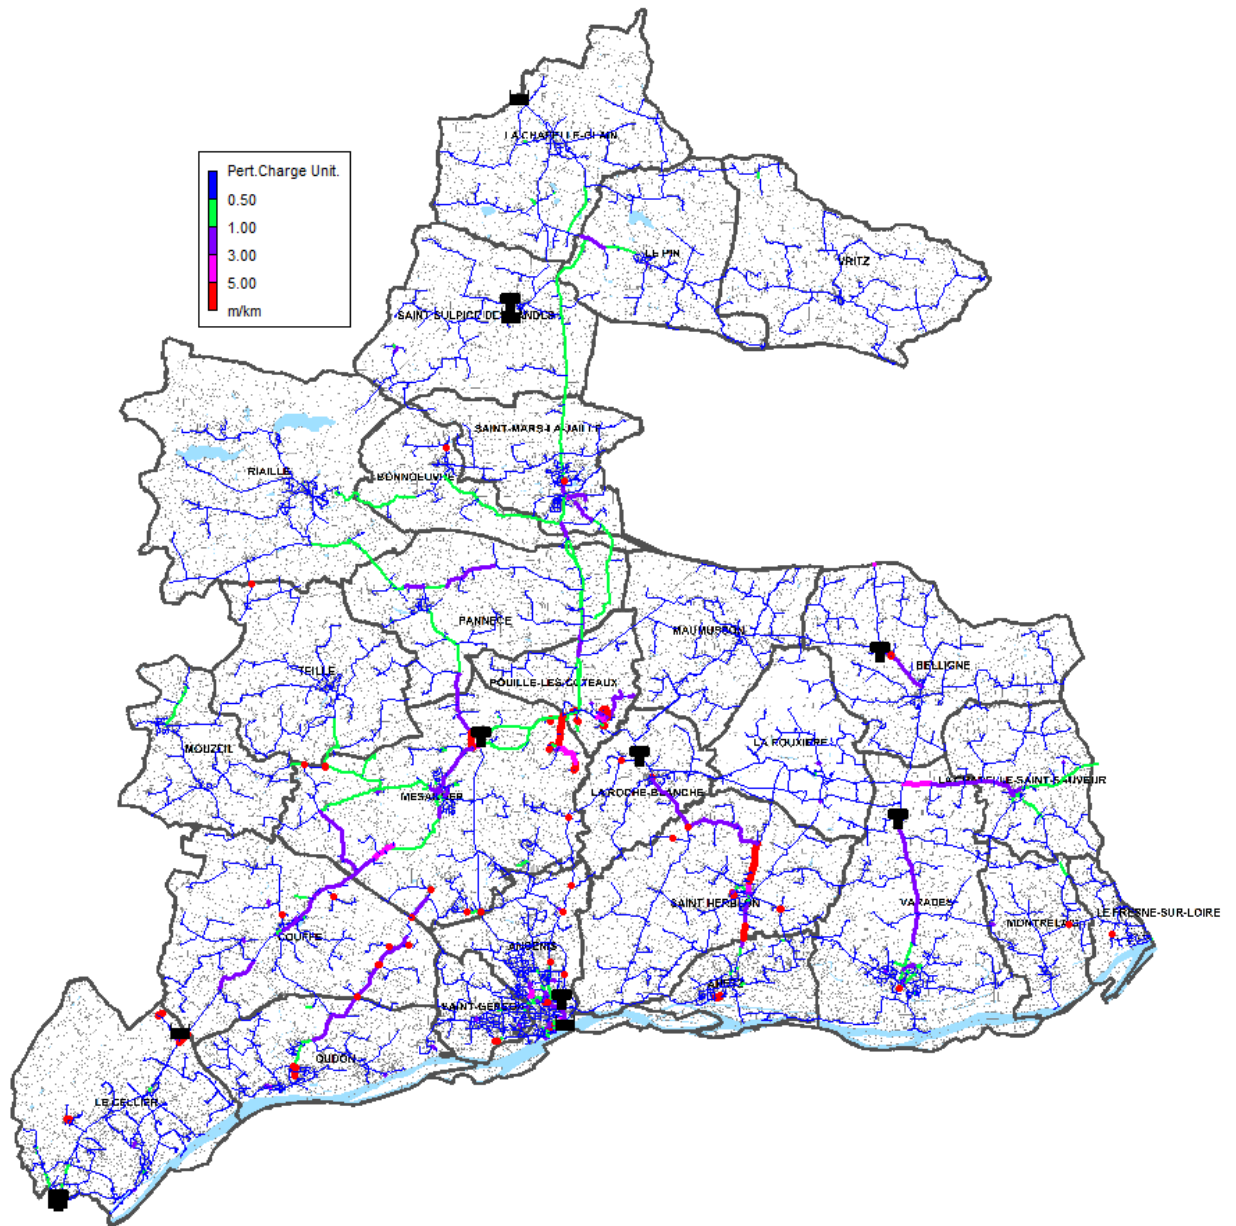 LA CHAPELLE-GLAIN
Pert.Charge Unit.
0.50
1.00
3.00
5.00
m/km
LE PIN
VRITZ
SAINT-SULPICE-DES-LANDES
SAINT-MARS-LA-JAILLE
RIAILLE
BONNOEUVRE
PANNECE
MAUMUSSON
TEILLE
BELLIGNE
POUILLE-LES-COTEAUX
MOUZEIL
LA ROUXIERE
LA CHAPELLE-SAINT-SAUVEUR
MESANGER
LA ROCHE-BLANCHE
SAINT HERBLON
VARADES
LE FRESNE-SUR-LOIRE
MONTRELAIS
COUFFE
ANCENIS
ANETZ
SAINT-GEREON
OUDON
LE CELLIER